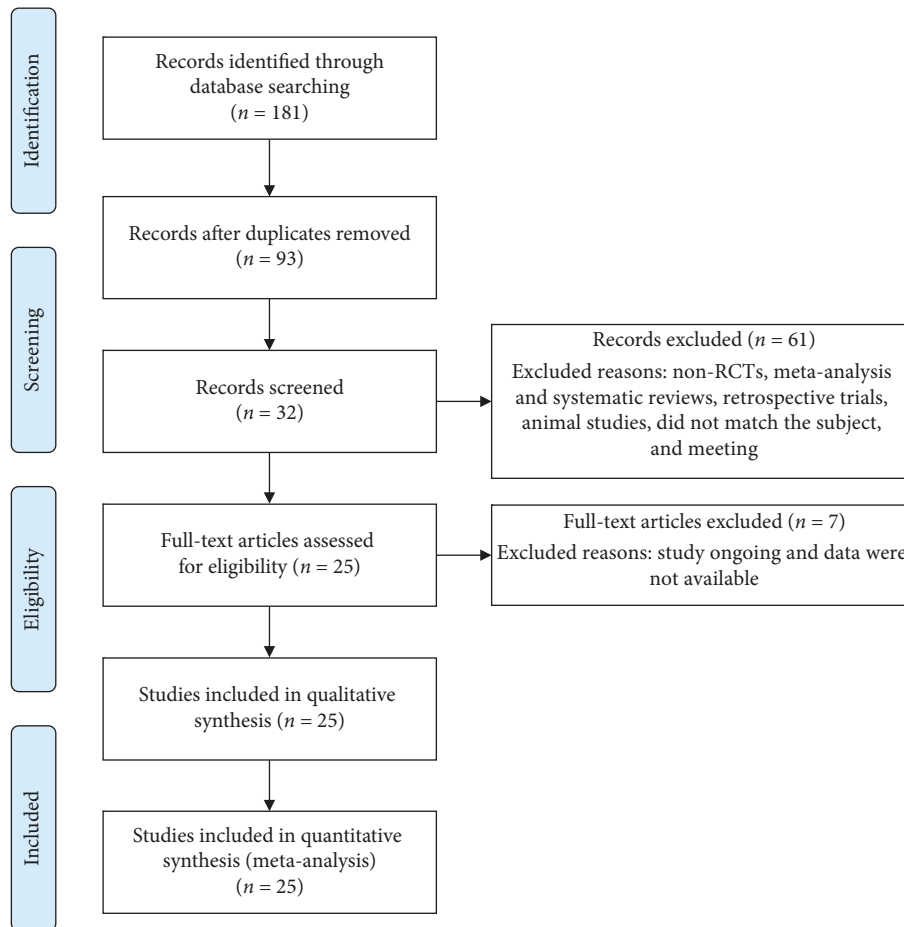 Identification
Records identified through
database searching
(n = 181)
Records after duplicates removed
(n = 93)
Screening
Records screened
(n = 32)
Records excluded (n = 61)
Excluded reasons: non-RCTs, meta-analysis
and systematic reviews, retrospective trials,
animal studies, did not match the subject,
and meeting
Eligibility
Full-text articles assessed
for eligibility (n = 25)
Full-text articles excluded (n = 7)
Excluded reasons: study ongoing and data were
not available
Studies included in qualitative
synthesis (n = 25)
Included
Studies included in quantitative
synthesis (meta-analysis)
(n = 25)